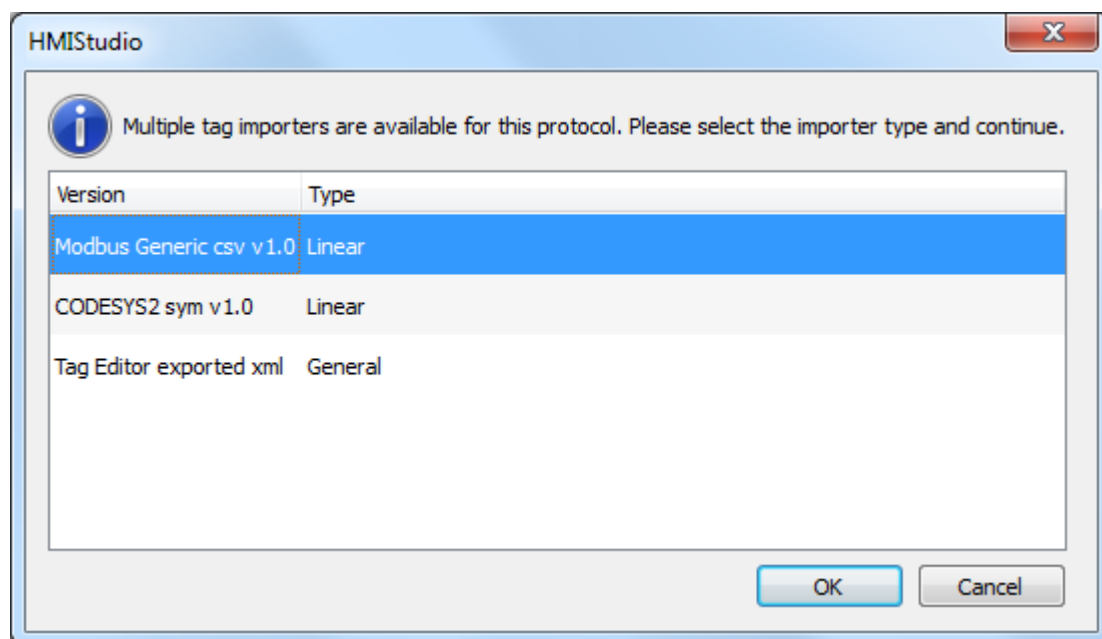 HMIStudio
Multiple tag importers are available for this protocol. Please select the importer type and continue.
Version Type
Modbus Generic csv v1.0 Linear
CODESYS2 sym v1.0 Linear
Tag Editor exported xml General
OK Cancel